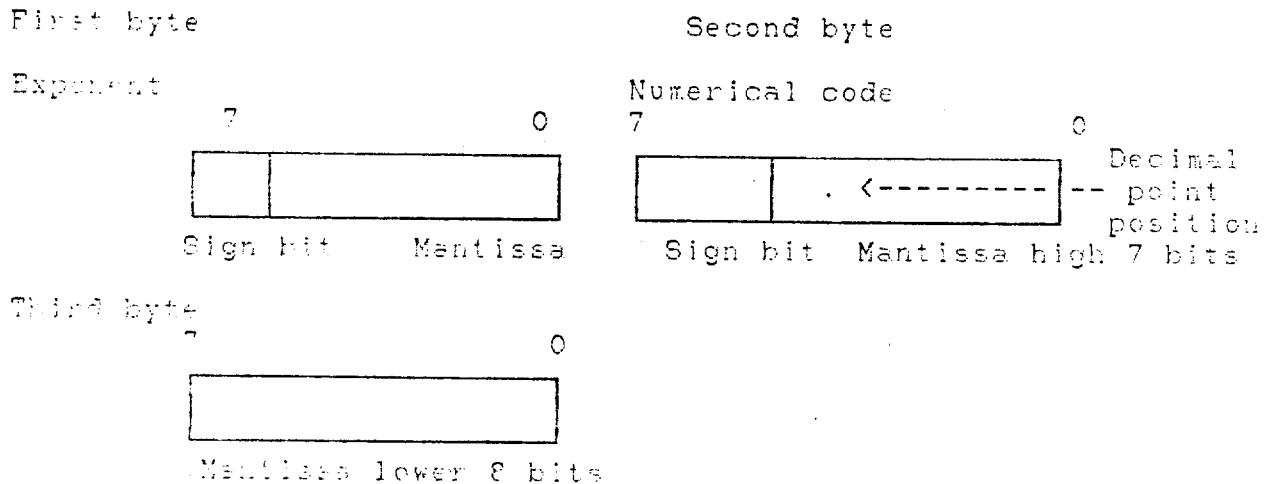 First byte
Second byte
Exponent
Numerical code
7 0
7 0
. <--------- -- Decimal
point
position
Sign bit Mantissa
Sign bit Mantissa high 7 bits
Third byte
7 0
Mantissa lower 8 bits